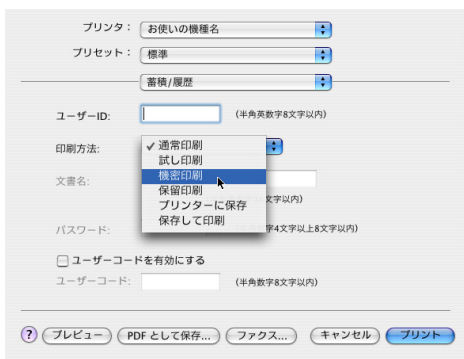 プリンタ： お使いの機種名
プリセット： 標準
蓄積/履歴
ユーザーID: （半角英数字8文字以内）
印刷方法: ✓ 通常印刷
試し印刷
機密印刷
保留印刷
プリンターに保存
保存して印刷
文書名:
文字以内）
パスワード: 字4文字以上8文字以内）
ユーザーコードを有効にする
ユーザーコード: （半角数字8文字以内）
? プレビュー PDF として保存... ファクス... キャンセル プリント